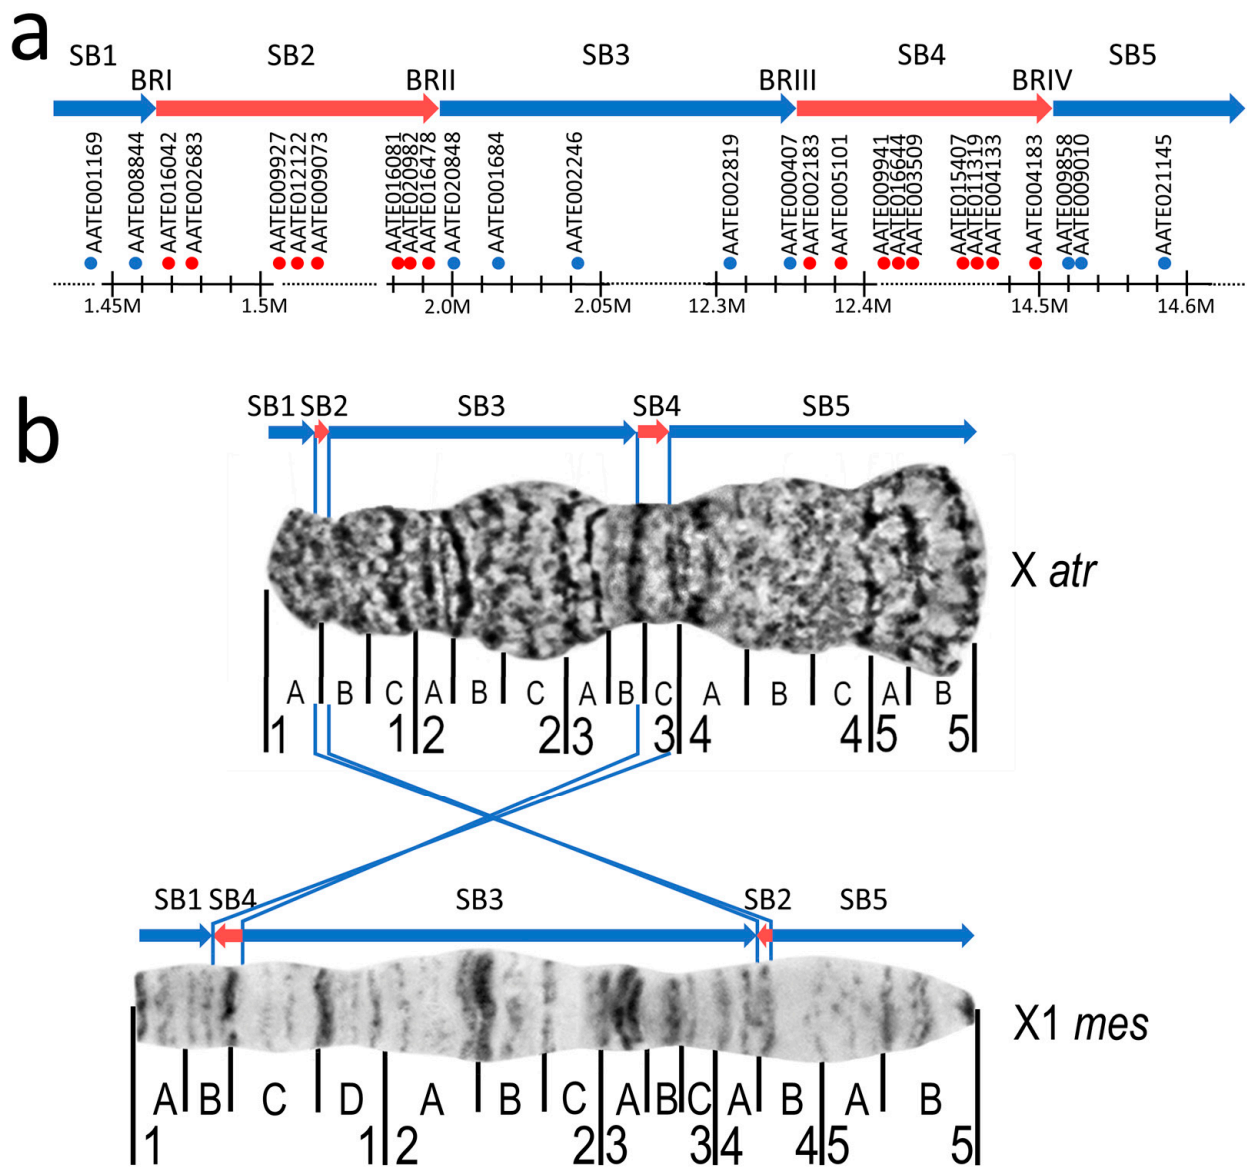 a
SB1 SB2 SB3 SB4 SB5
BRI BRII BRIII BRIV
AATE001169 AATE008844 AATE016042 AATE002683 AATE009927 AATE012122 AATE009073 AATE016081 AATE020982 AATE016478 AATE020848 AATE001684 AATE002246 AATE002819 AATE000407 AATE002183 AATE005101 AATE009941 AATE016644 AATE003509 AATE015407 AATE011319 AATE004133 AATE004183 AATE009858 AATE009010 AATE021145
1.45M 1.5M 2.0M 2.05M 12.3M 12.4M 14.5M 14.6M
b
SB1 SB2 SB3 SB4 SB5
X atr
A B C A B C A B C A B C A B
1 1 2 2 3 3 4 4 5 5
SB1 SB4 SB3 SB2 SB5
X1 mes
A B C D A B C A B C A B A B
1 1 2 2 3 3 4 4 5 5